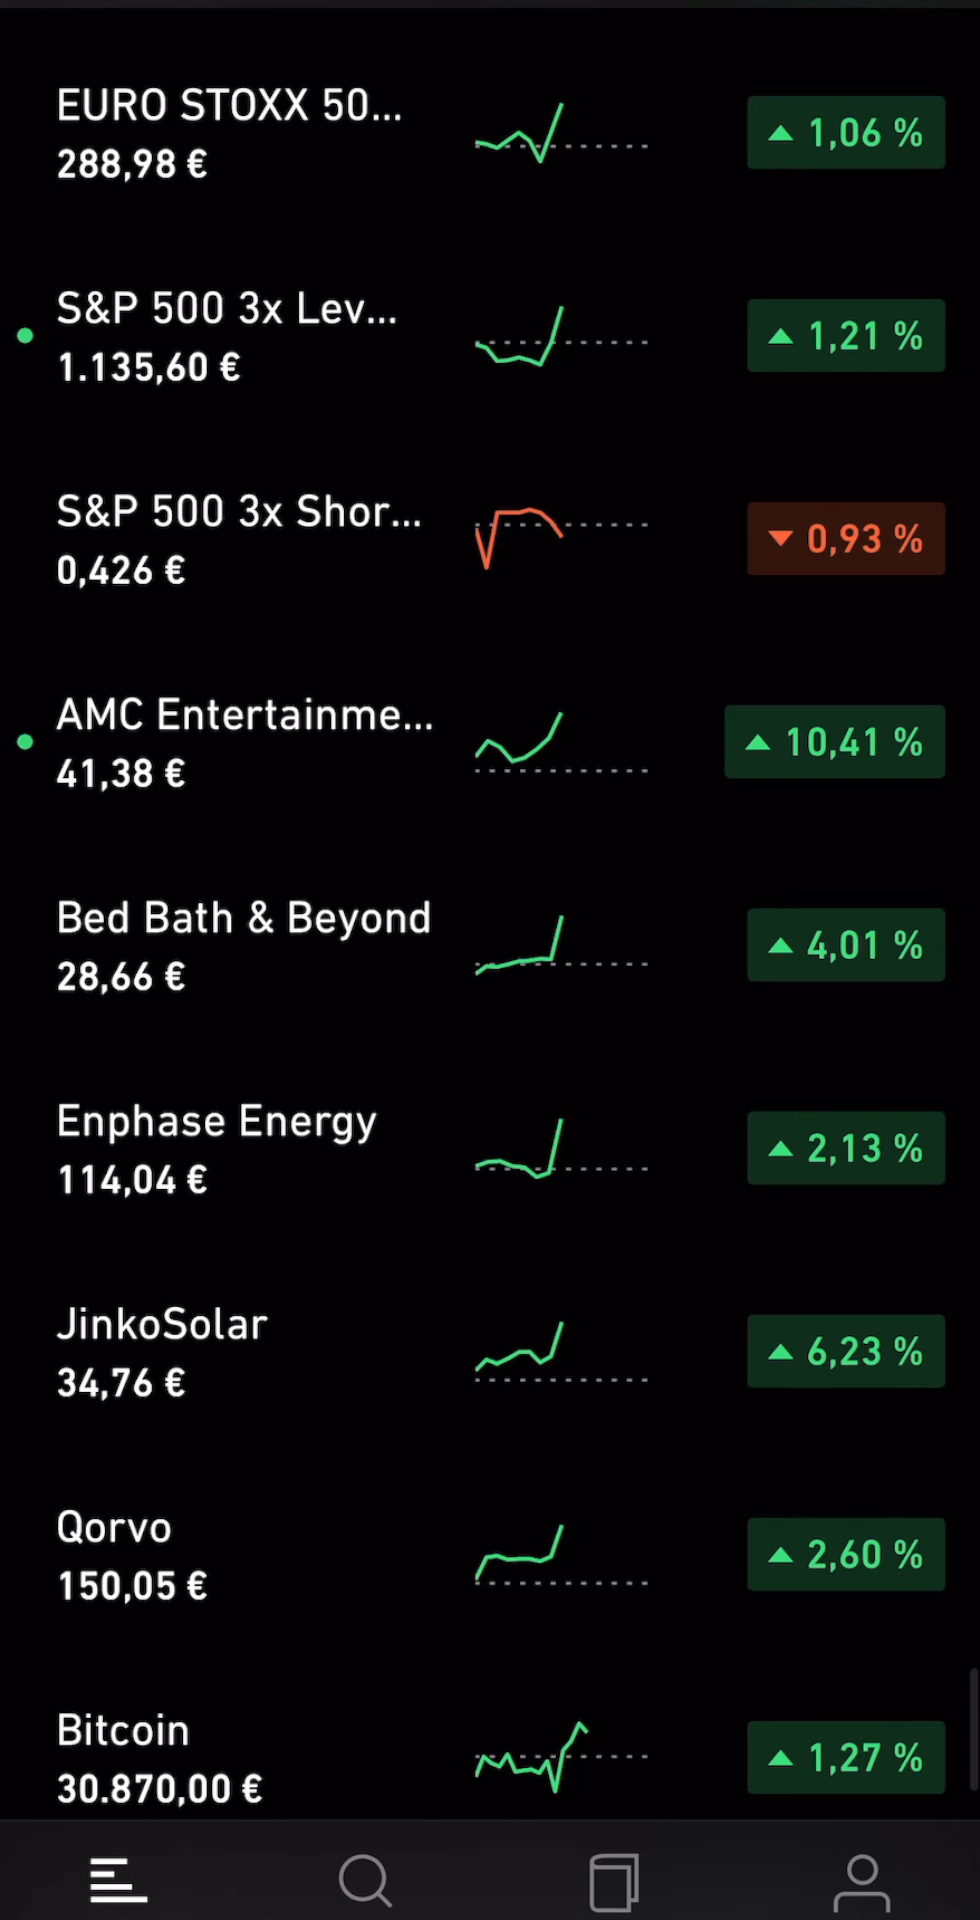 EURO STOXX 50...
288,98 €
▲ 1,06 %
S&P 500 3x Lev...
1.135,60 €
▲ 1,21 %
S&P 500 3x Shor...
0,426 €
▼ 0,93 %
AMC Entertainme...
41,38 €
▲ 10,41 %
Bed Bath & Beyond
28,66 €
▲ 4,01 %
Enphase Energy
114,04 €
▲ 2,13 %
JinkoSolar
34,76 €
▲ 6,23 %
Qorvo
150,05 €
▲ 2,60 %
Bitcoin
30.870,00 €
▲ 1,27 %